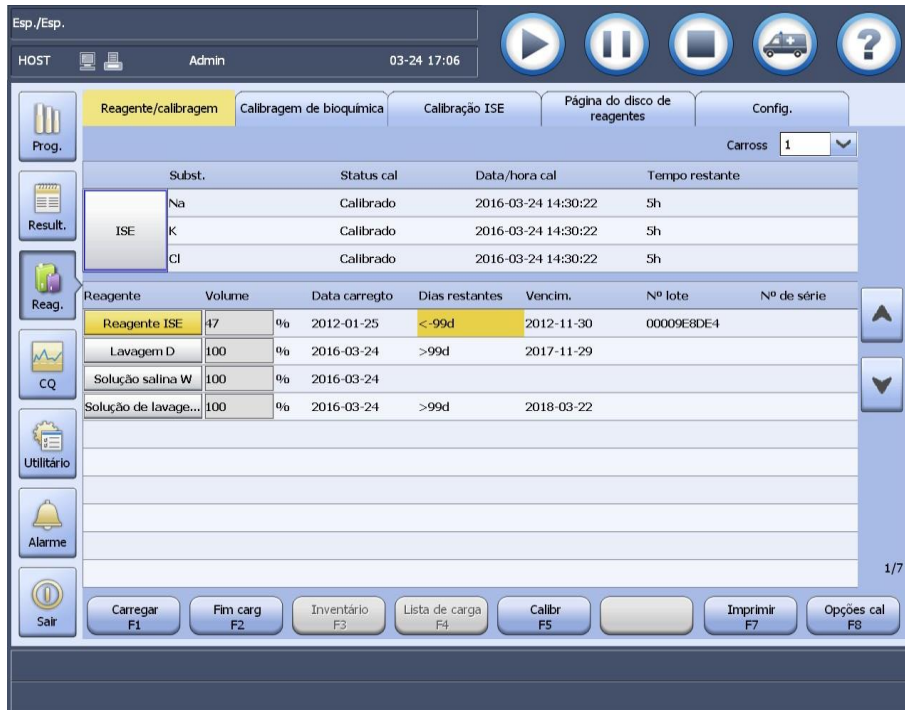 Esp./Esp.
HOST Admin 03-24 17:06
?
Reagente/calibragem Calibragem de bioquímica Calibração ISE Página do disco de reagentes Config.
Carross 1
Subst. Status cal Data/hora cal Tempo restante
ISE
Na Calibrado 2016-03-24 14:30:22 5h
K Calibrado 2016-03-24 14:30:22 5h
Cl Calibrado 2016-03-24 14:30:22 5h
Reagente Volume Data carregto Dias restantes Vencim. Nº lote Nº de série
Reagente ISE 47 % 2012-01-25 <-99d 2012-11-30 00009E8DE4
Lavagem D 100 % 2016-03-24 >99d 2017-11-29
Solução salina W 100 % 2016-03-24
Solução de lavage... 100 % 2016-03-24 >99d 2018-03-22
1/7
Prog.
Result.
Reag.
CQ
Utilitário
Alarme
Sair
Carregar F1
Fim carg F2
Inventário F3
Lista de carga F4
Calibr F5
Imprimir F7
Opções cal F8